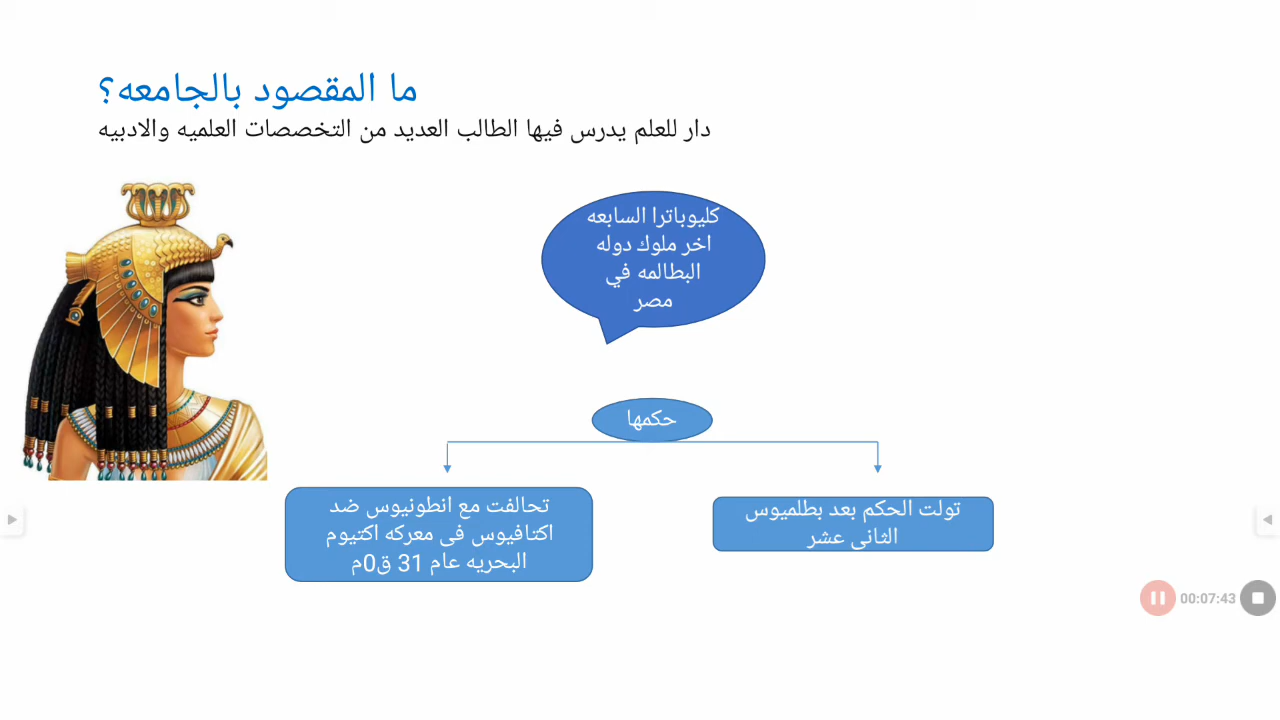 ما المقصود بالجامعه؟
دار للعلم يدرس فيها الطالب العديد من التخصصات العلميه والادبيه
كليوباترا السابعه
اخر ملوك دوله
البطالمه في
مصر
حكمها
تولت الحكم بعد بطلميوس
الثانى عشر
تحالفت مع انطونيوس ضد
اكتافيوس فى معركه اكتيوم
البحريه عام 31 ق0م
00:07:43